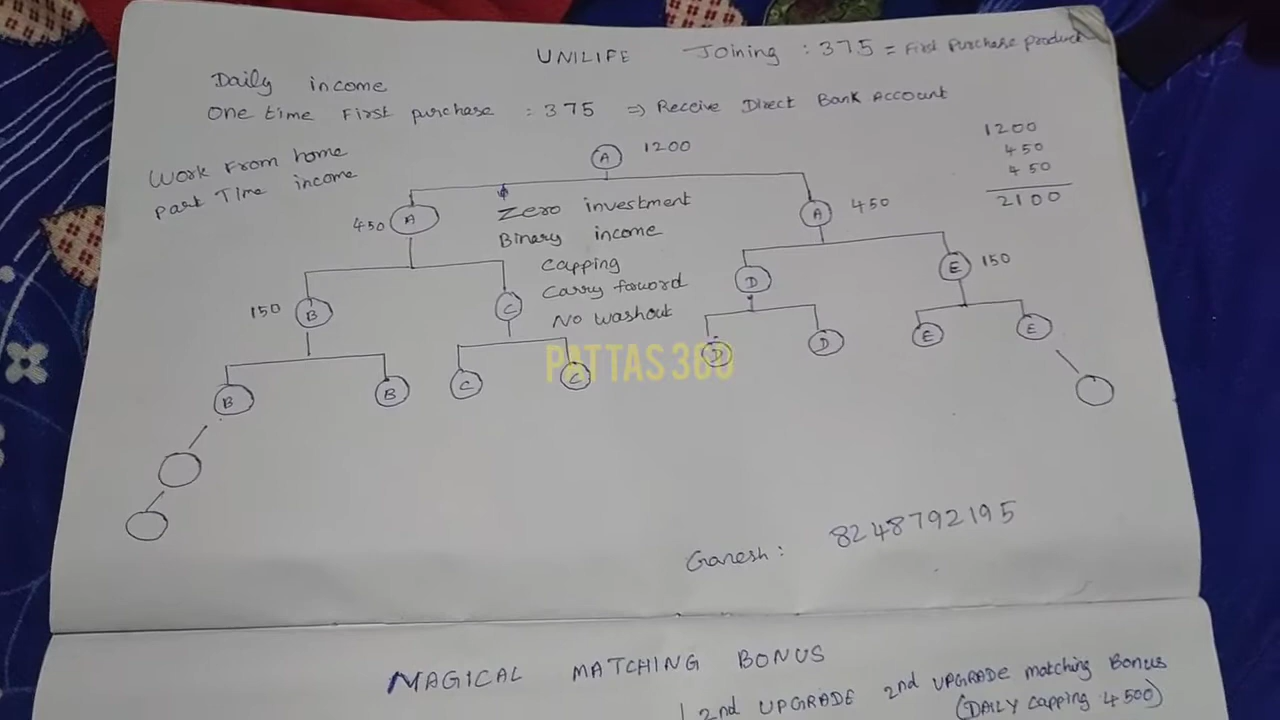 UNILIFE Joining : 375 = First purchase product
Daily income
One time First purchase : 375 => Receive Direct Bank Account
Work From home
part Time income
A 1200
1200
450
450
2100
450 A
A 450
Zero investment
Binary income
capping
carry forword
No washout
150 B
C
D
E 150
B
B
C
C
D
D
E
E
PATTAS 360
Ganesh : 8248792195
MAGICAL MATCHING BONUS
2nd UPGRADE 2nd UPGRADE matching Bonus
(DAILY capping 4500)